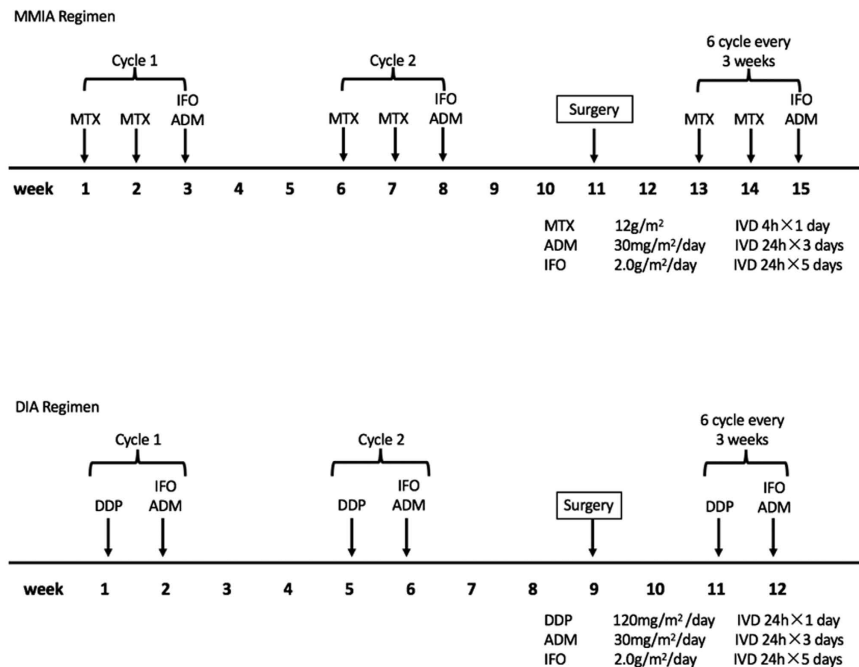 MMIA Regimen
Cycle 1
Cycle 2
6 cycle every
3 weeks
IFO
IFO
IFO
MTX MTX ADM
MTX MTX ADM
Surgery
MTX MTX ADM
week 1 2 3 4 5 6 7 8 9 10 11 12 13 14 15
MTX 12g/m² IVD 4h×1 day
ADM 30mg/m²/day IVD 24h×3 days
IFO 2.0g/m²/day IVD 24h×5 days
DIA Regimen
Cycle 1
Cycle 2
6 cycle every
3 weeks
IFO
IFO
IFO
DDP ADM
DDP ADM
Surgery
DDP ADM
week 1 2 3 4 5 6 7 8 9 10 11 12
DDP 120mg/m²/day IVD 24h×1 day
ADM 30mg/m²/day IVD 24h×3 days
IFO 2.0g/m²/day IVD 24h×5 days